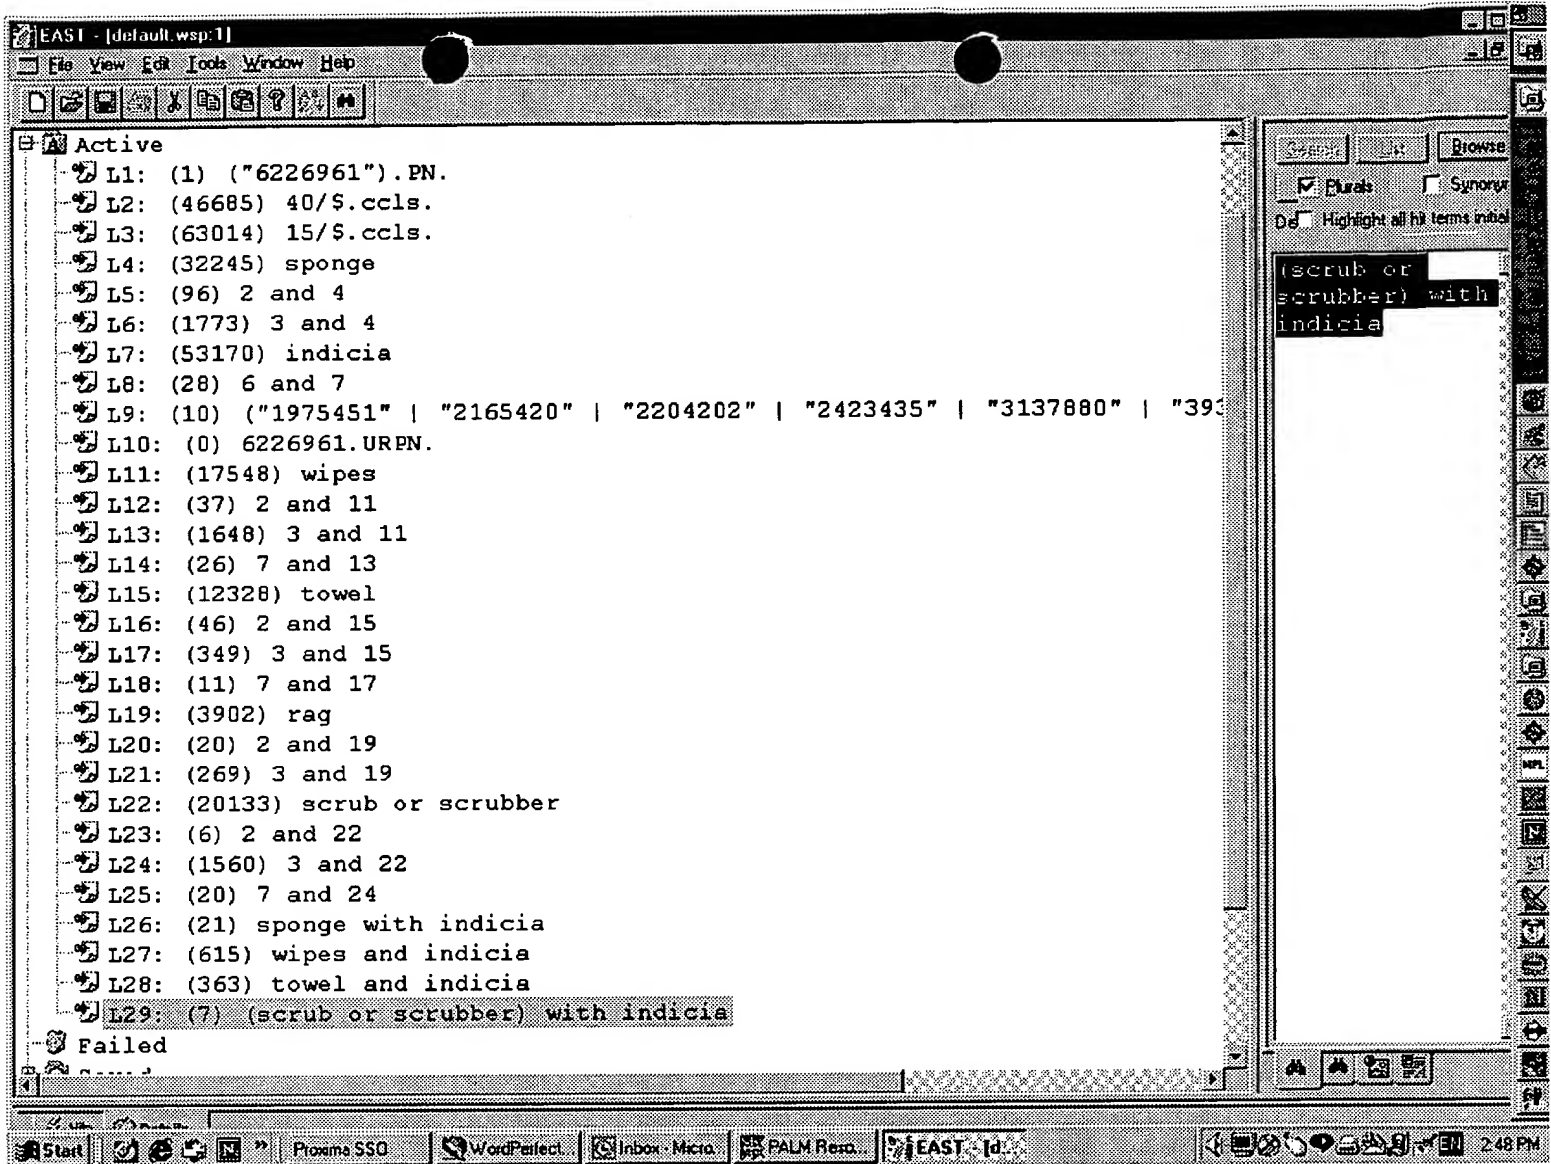 EAST - [default.wsp:1]
File View Edit Tools Window Help
Active
L1: (1) ("6226961").PN.
L2: (46685) 40/$.ccls.
L3: (63014) 15/$.ccls.
L4: (32245) sponge
L5: (96) 2 and 4
L6: (1773) 3 and 4
L7: (53170) indicia
L8: (28) 6 and 7
L9: (10) ("1975451" | "2165420" | "2204202" | "2423435" | "3137880" | "393
L10: (0) 6226961.URPN.
L11: (17548) wipes
L12: (37) 2 and 11
L13: (1648) 3 and 11
L14: (26) 7 and 13
L15: (12328) towel
L16: (46) 2 and 15
L17: (349) 3 and 15
L18: (11) 7 and 17
L19: (3902) rag
L20: (20) 2 and 19
L21: (269) 3 and 19
L22: (20133) scrub or scrubber
L23: (6) 2 and 22
L24: (1560) 3 and 22
L25: (20) 7 and 24
L26: (21) sponge with indicia
L27: (615) wipes and indicia
L28: (363) towel and indicia
L29: (7) (scrub or scrubber) with indicia
Failed
Browse
Plurals Synonyr
Highlight all hit terms initial
(scrub or
scrubber) with
indicia
Start Proxima SSO WordPerfect Inbox - Micro. PALM Reso... EAST - [d... 2:48 PM